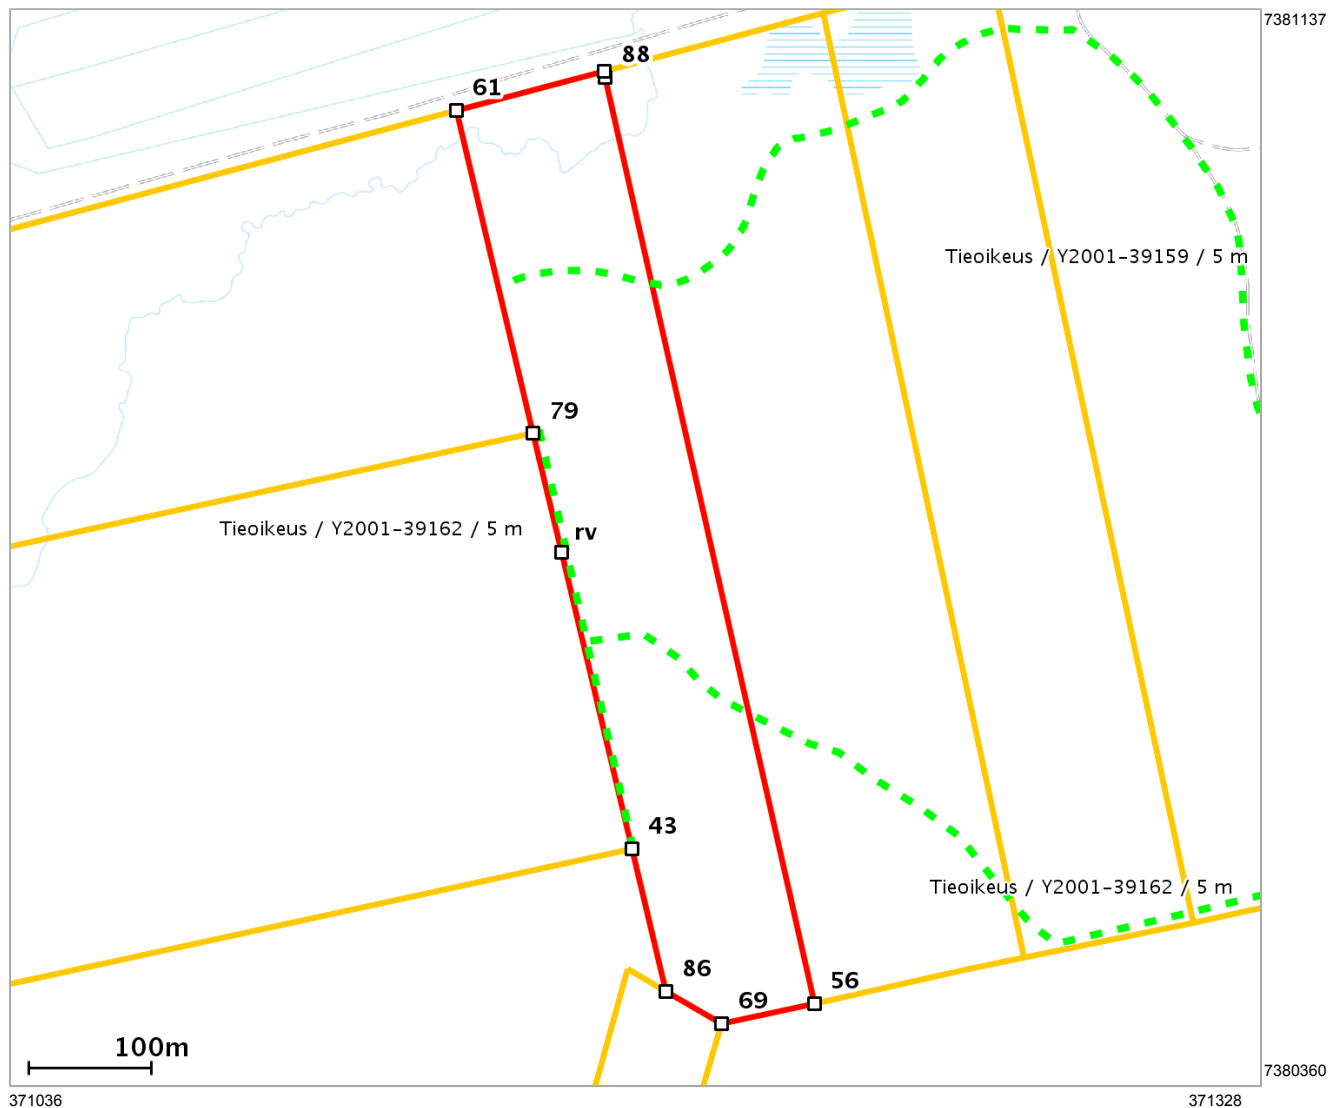 7381137
88
61
Tieoikeus / Y2001-39159 / 5 m
79
Tieoikeus / Y2001-39162 / 5 m
rv
43
Tieoikeus / Y2001-39162 / 5 m
86
56
69
100m
7380360
371036
371328